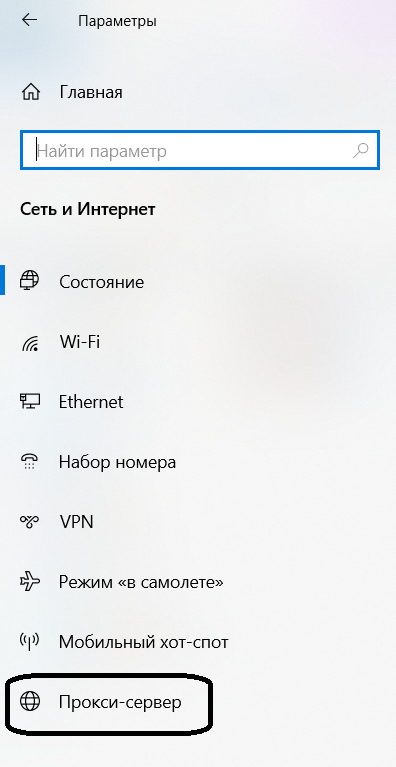 Параметры
Главная
Найти параметр
Сеть и Интернет
Состояние
Wi-Fi
Ethernet
Набор номера
VPN
Режим «в самолете»
Мобильный хот-спот
Прокси-сервер